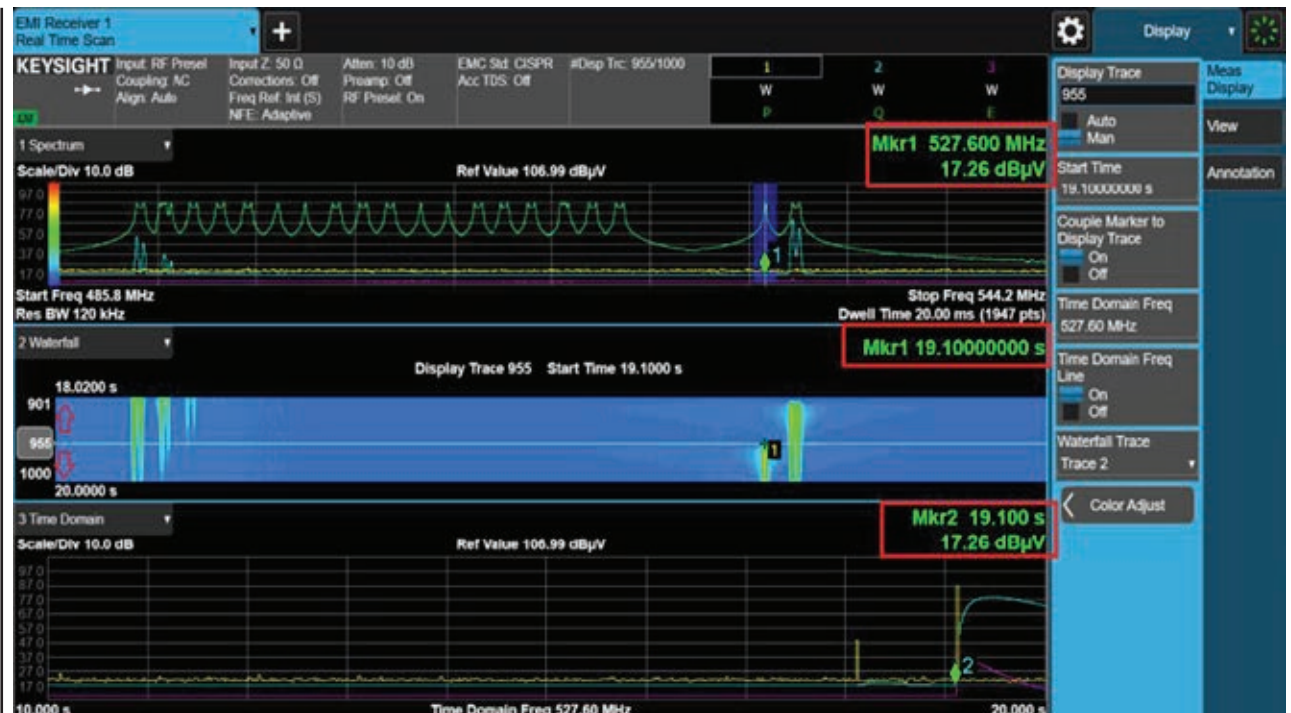 EMI Receiver 1
Real Time Scan
+
Display
KEYSIGHT
Input: RF Presel
Coupling: AC
Align: Auto
Input Z: 50 Ω
Corrections: Off
Freq Ref: Int (S)
NFE: Adaptive
Atten: 10 dB
Preamp: Off
RF Presel: On
EMC Std: CISPR
Acc TDS: Off
#Disp Trc: 955/1000
1 2 3
W W W
P Q E
1 Spectrum
Scale/Div 10.0 dB
Ref Value 106.99 dBµV
Mkr1 527.600 MHz
17.26 dBµV
97.0
77.0
57.0
37.0
17.0
1
Start Freq 485.8 MHz
Stop Freq 544.2 MHz
Res BW 120 kHz
Dwell Time 20.00 ms (1947 pts)
2 Waterfall
Mkr1 19.10000000 s
Display Trace 955 Start Time 19.1000 s
18.0200 s
901
955
1000
20.0000 s
1
3 Time Domain
Scale/Div 10.0 dB
Ref Value 106.99 dBµV
Mkr2 19.100 s
17.26 dBµV
97.0
87.0
77.0
67.0
57.0
47.0
37.0
27.0
17.0
2
10.000 s
Time Domain Freq 527.60 MHz
20.000 s
Display Trace
955
Auto
Man
Start Time
19.10000000 s
Couple Marker to
Display Trace
On
Off
Time Domain Freq
527.60 MHz
Time Domain Freq
Line
On
Off
Waterfall Trace
Trace 2
Color Adjust
Meas
Display
View
Annotation